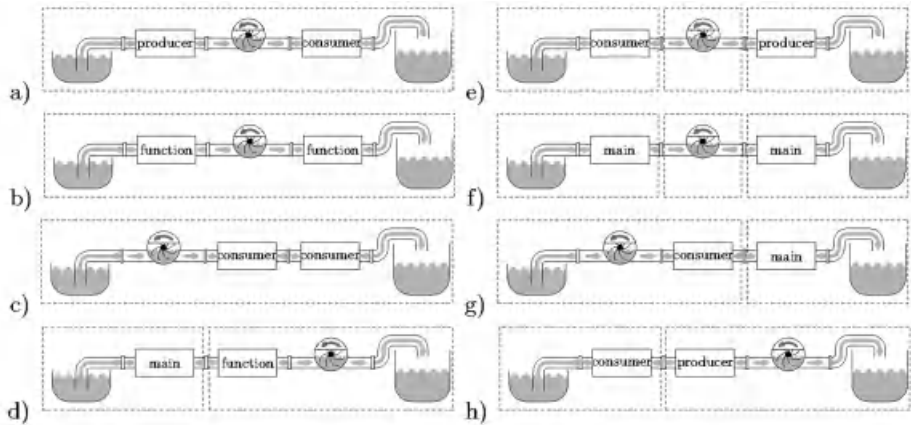 a) producer consumer
b) function function
c) consumer consumer
d) main function
e) consumer producer
f) main main
g) consumer main
h) consumer producer